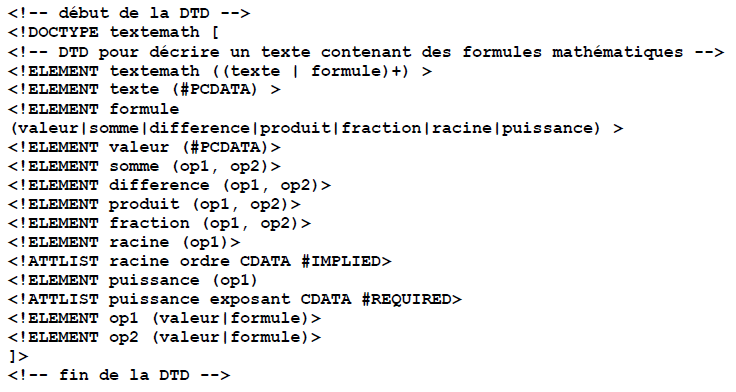 <!-- début de la DTD -->
<!DOCTYPE textemath [
<!-- DTD pour décrire un texte contenant des formules mathématiques -->
<!ELEMENT textemath ((texte | formule)+) >
<!ELEMENT texte (#PCDATA) >
<!ELEMENT formule
(valeur|somme|difference|produit|fraction|racine|puissance) >
<!ELEMENT valeur (#PCDATA)>
<!ELEMENT somme (op1, op2)>
<!ELEMENT difference (op1, op2)>
<!ELEMENT produit (op1, op2)>
<!ELEMENT fraction (op1, op2)>
<!ELEMENT racine (op1)>
<!ATTLIST racine ordre CDATA #IMPLIED>
<!ELEMENT puissance (op1)
<!ATTLIST puissance exposant CDATA #REQUIRED>
<!ELEMENT op1 (valeur|formule)>
<!ELEMENT op2 (valeur|formule)>
]>
<!-- fin de la DTD -->